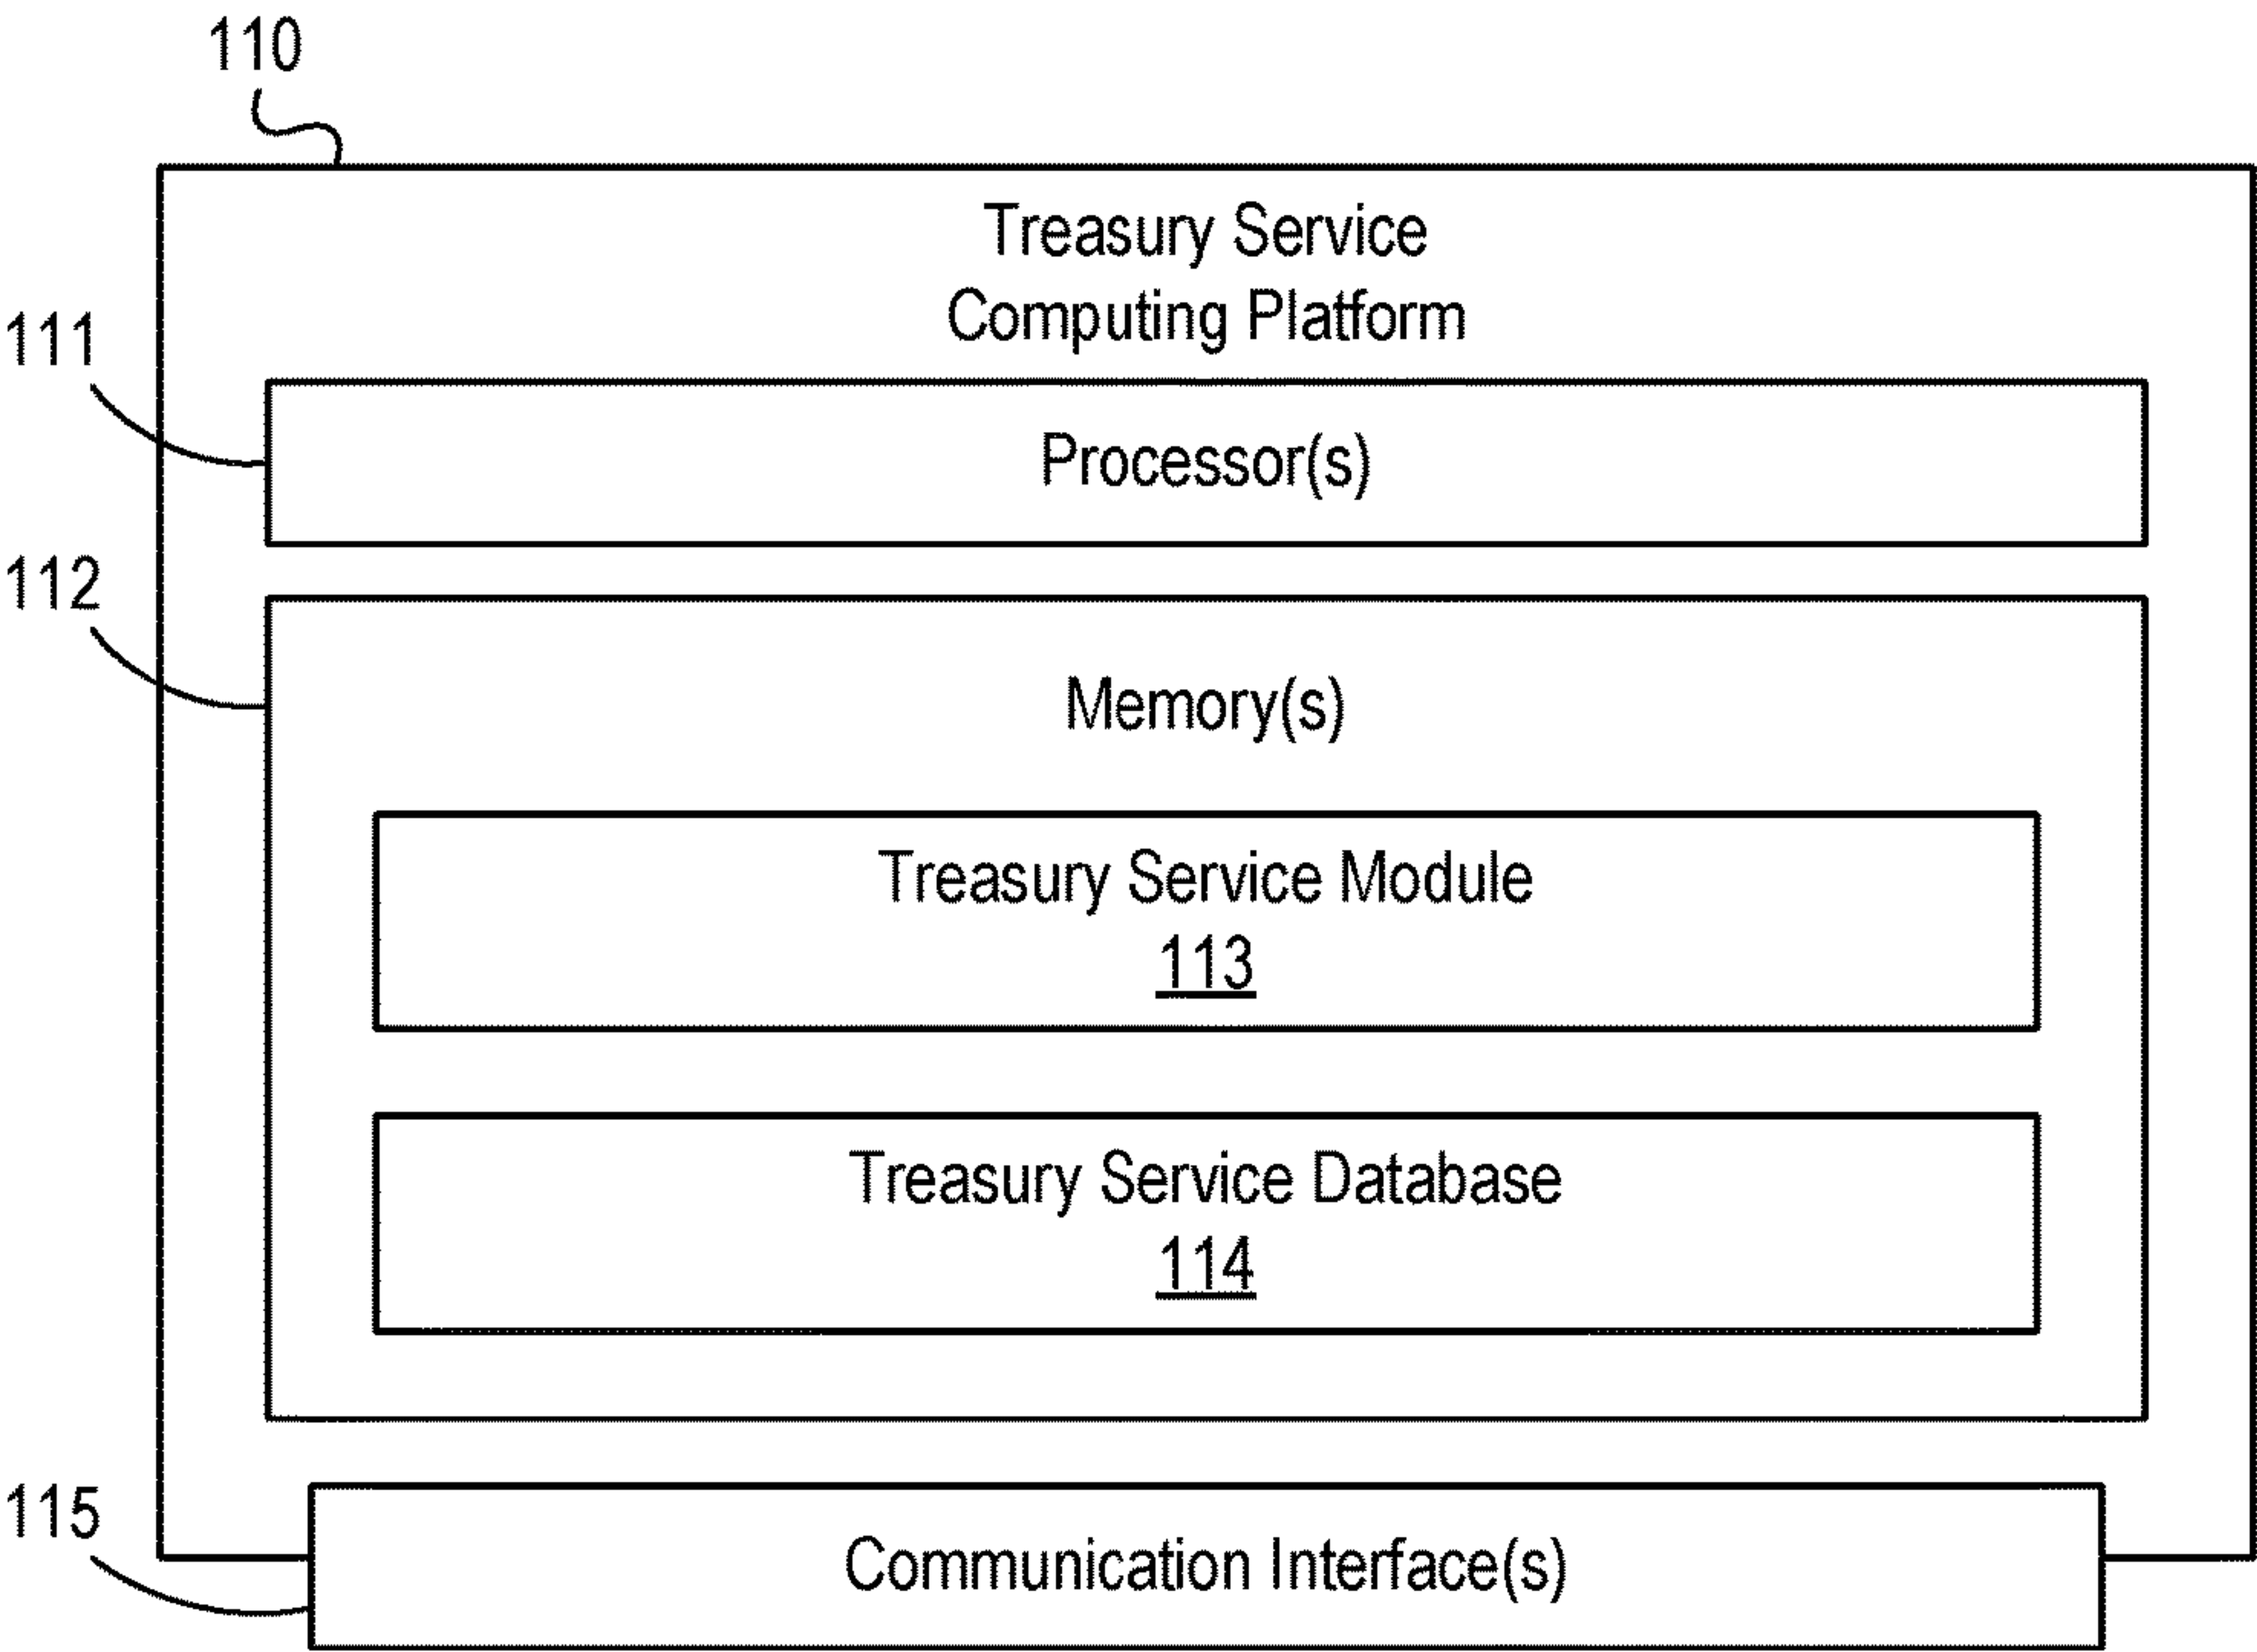 110
Treasury Service
Computing Platform
111
Processor(s)
112
Memory(s)
Treasury Service Module
113
Treasury Service Database
114
115
Communication Interface(s)